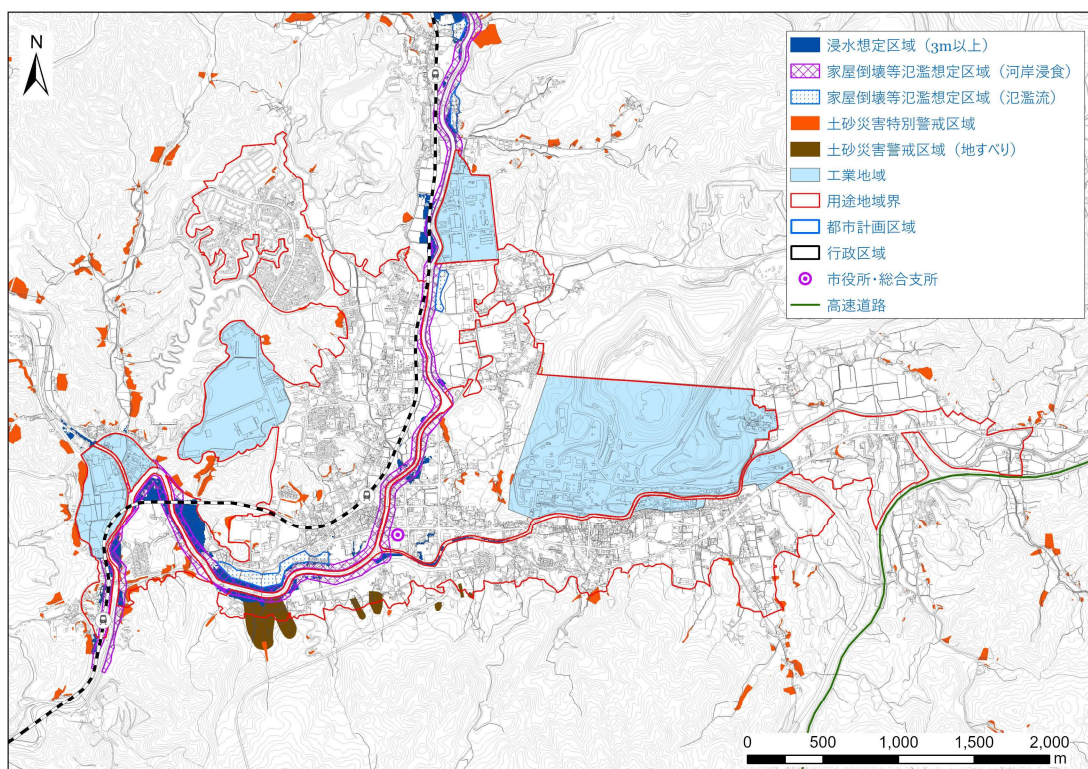 N
浸水想定区域（3m以上）
家屋倒壊等氾濫想定区域（河岸浸食）
家屋倒壊等氾濫想定区域（氾濫流）
土砂災害特別警戒区域
土砂災害警戒区域（地すべり）
工業地域
用途地域界
都市計画区域
行政区域
市役所・総合支所
高速道路
0 500 1,000 1,500 2,000
m